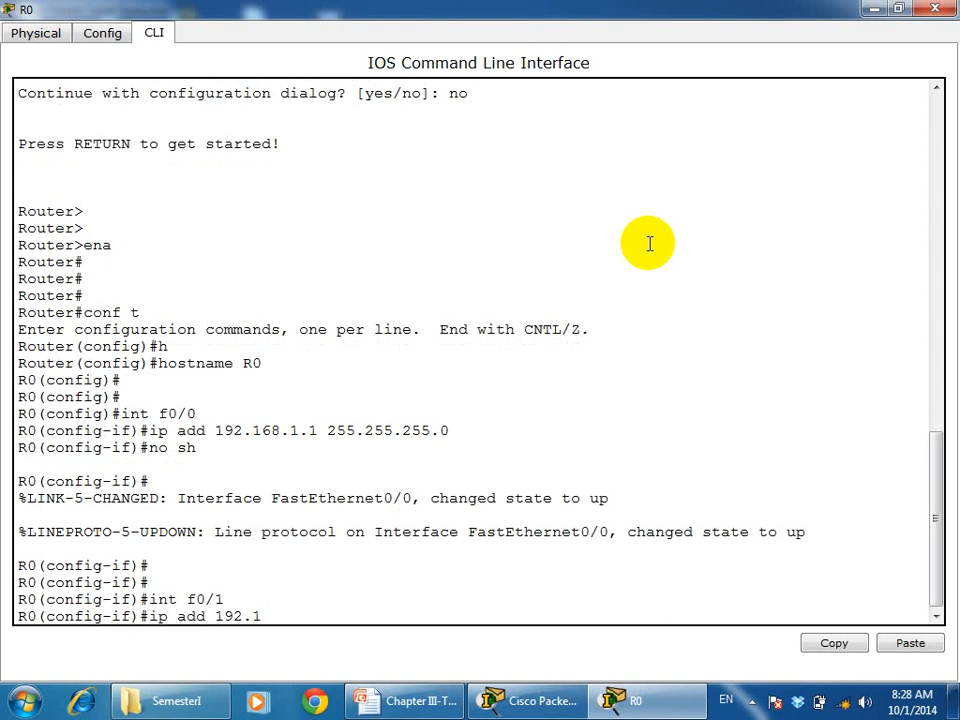 R0
Physical Config CLI
IOS Command Line Interface
Continue with configuration dialog? [yes/no]: no
Press RETURN to get started!
Router>
Router>
Router>ena
Router#
Router#
Router#
Router#conf t
Enter configuration commands, one per line.  End with CNTL/Z.
Router(config)#h
Router(config)#hostname R0
R0(config)#
R0(config)#
R0(config)#int f0/0
R0(config-if)#ip add 192.168.1.1 255.255.255.0
R0(config-if)#no sh
R0(config-if)#
%LINK-5-CHANGED: Interface FastEthernet0/0, changed state to up
%LINEPROTO-5-UPDOWN: Line protocol on Interface FastEthernet0/0, changed state to up
R0(config-if)#
R0(config-if)#
R0(config-if)#int f0/1
R0(config-if)#ip add 192.1
Copy Paste
SemesterI Chapter III-T... Cisco Packe... R0 EN 8:28 AM
10/1/2014